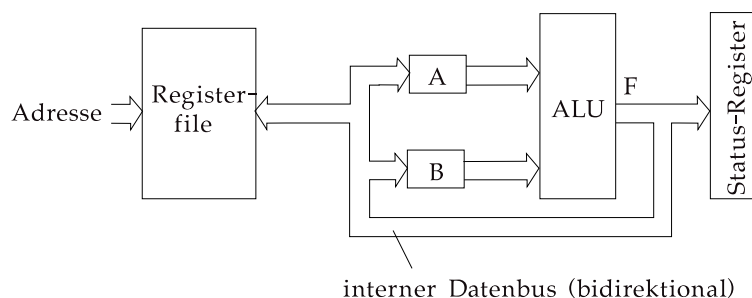 Adresse
Register-
file
A
B
ALU
F
Status-Register
interner Datenbus (bidirektional)